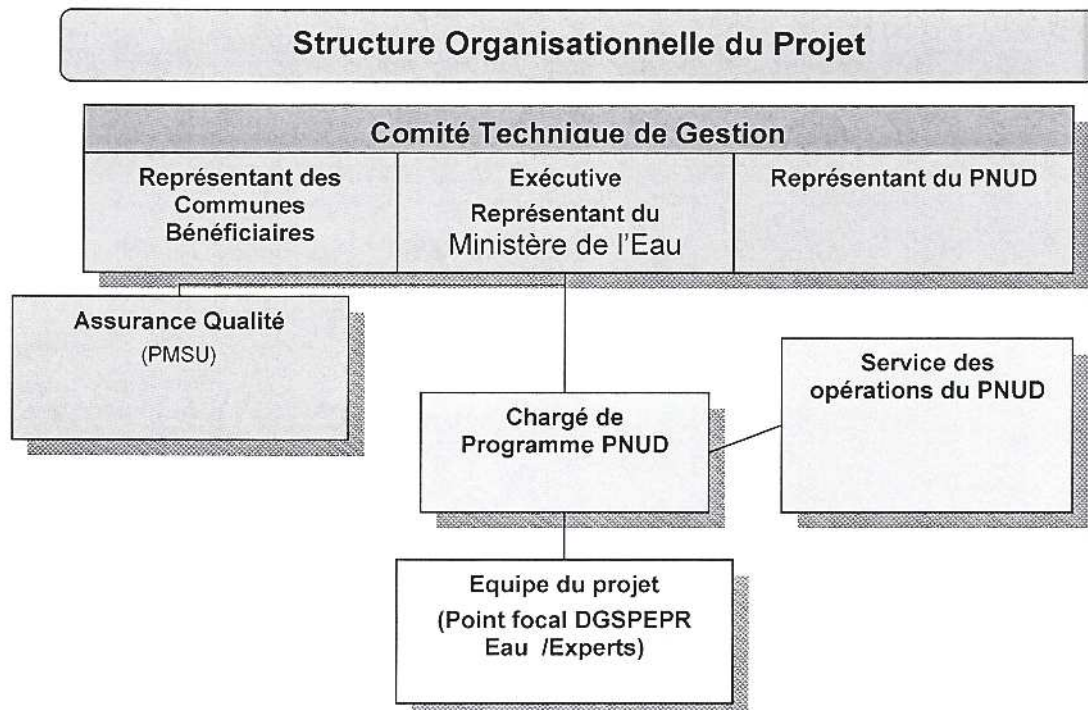 Structure Organisationnelle du Projet
Comité Technique de Gestion
Représentant des
Communes
Bénéficiaires
Exécutive
Représentant du
Ministère de l'Eau
Représentant du PNUD
Assurance Qualité
(PMSU)
Service des
opérations du PNUD
Chargé de
Programme PNUD
Equipe du projet
(Point focal DGSPEPR
Eau /Experts)